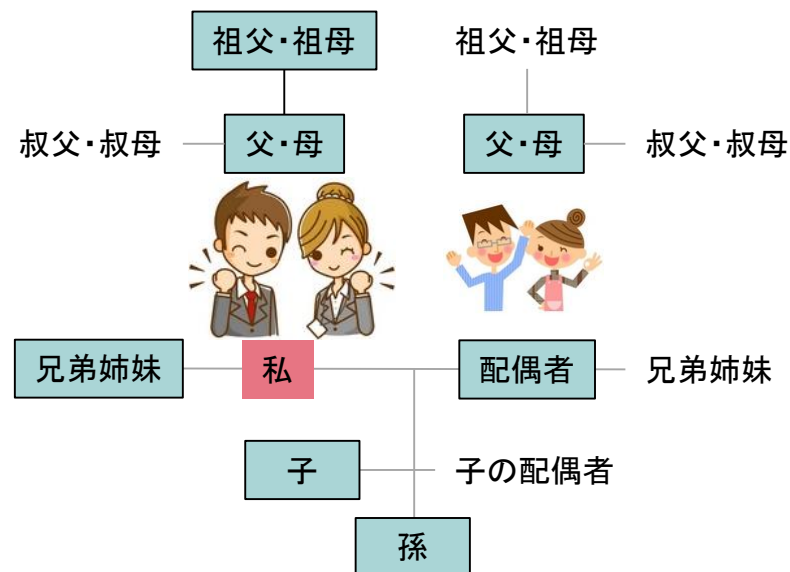 祖父・祖母
祖父・祖母
叔父・叔母
父・母
父・母
叔父・叔母
兄弟姉妹
私
配偶者
兄弟姉妹
子
子の配偶者
孫